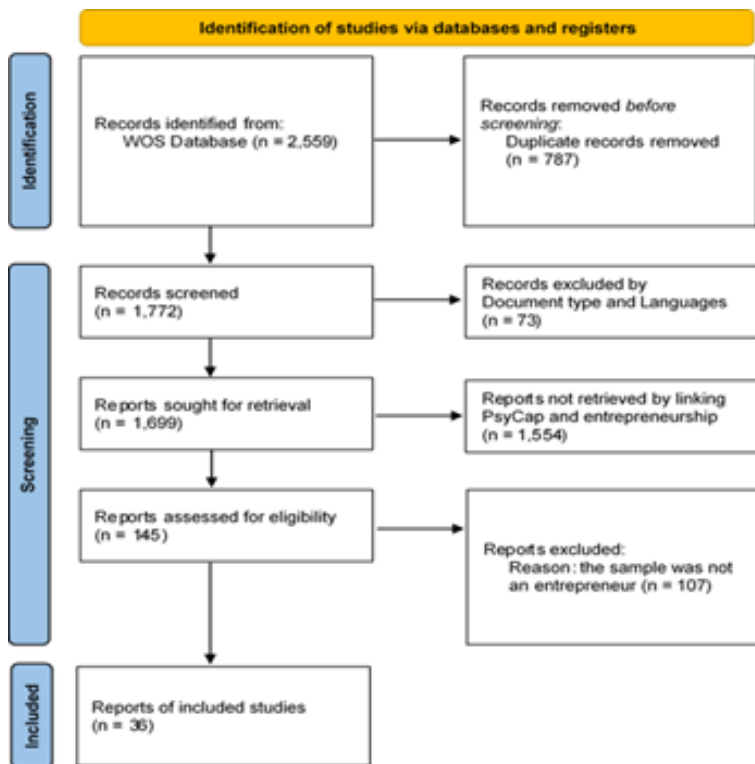 Identification of studies via databases and registers
Identification
Records identified from:
WOS Database (n = 2,559)
Records removed before
screening:
Duplicate records removed
(n = 787)
Screening
Records screened
(n = 1,772)
Records excluded by
Document type and Languages
(n = 73)
Reports sought for retrieval
(n = 1,699)
Reports not retrieved by linking
PsyCap and entrepreneurship
(n = 1,554)
Reports assessed for eligibility
(n = 145)
Reports excluded:
Reason: the sample was not
an entrepreneur (n = 107)
Included
Reports of included studies
(n = 36)